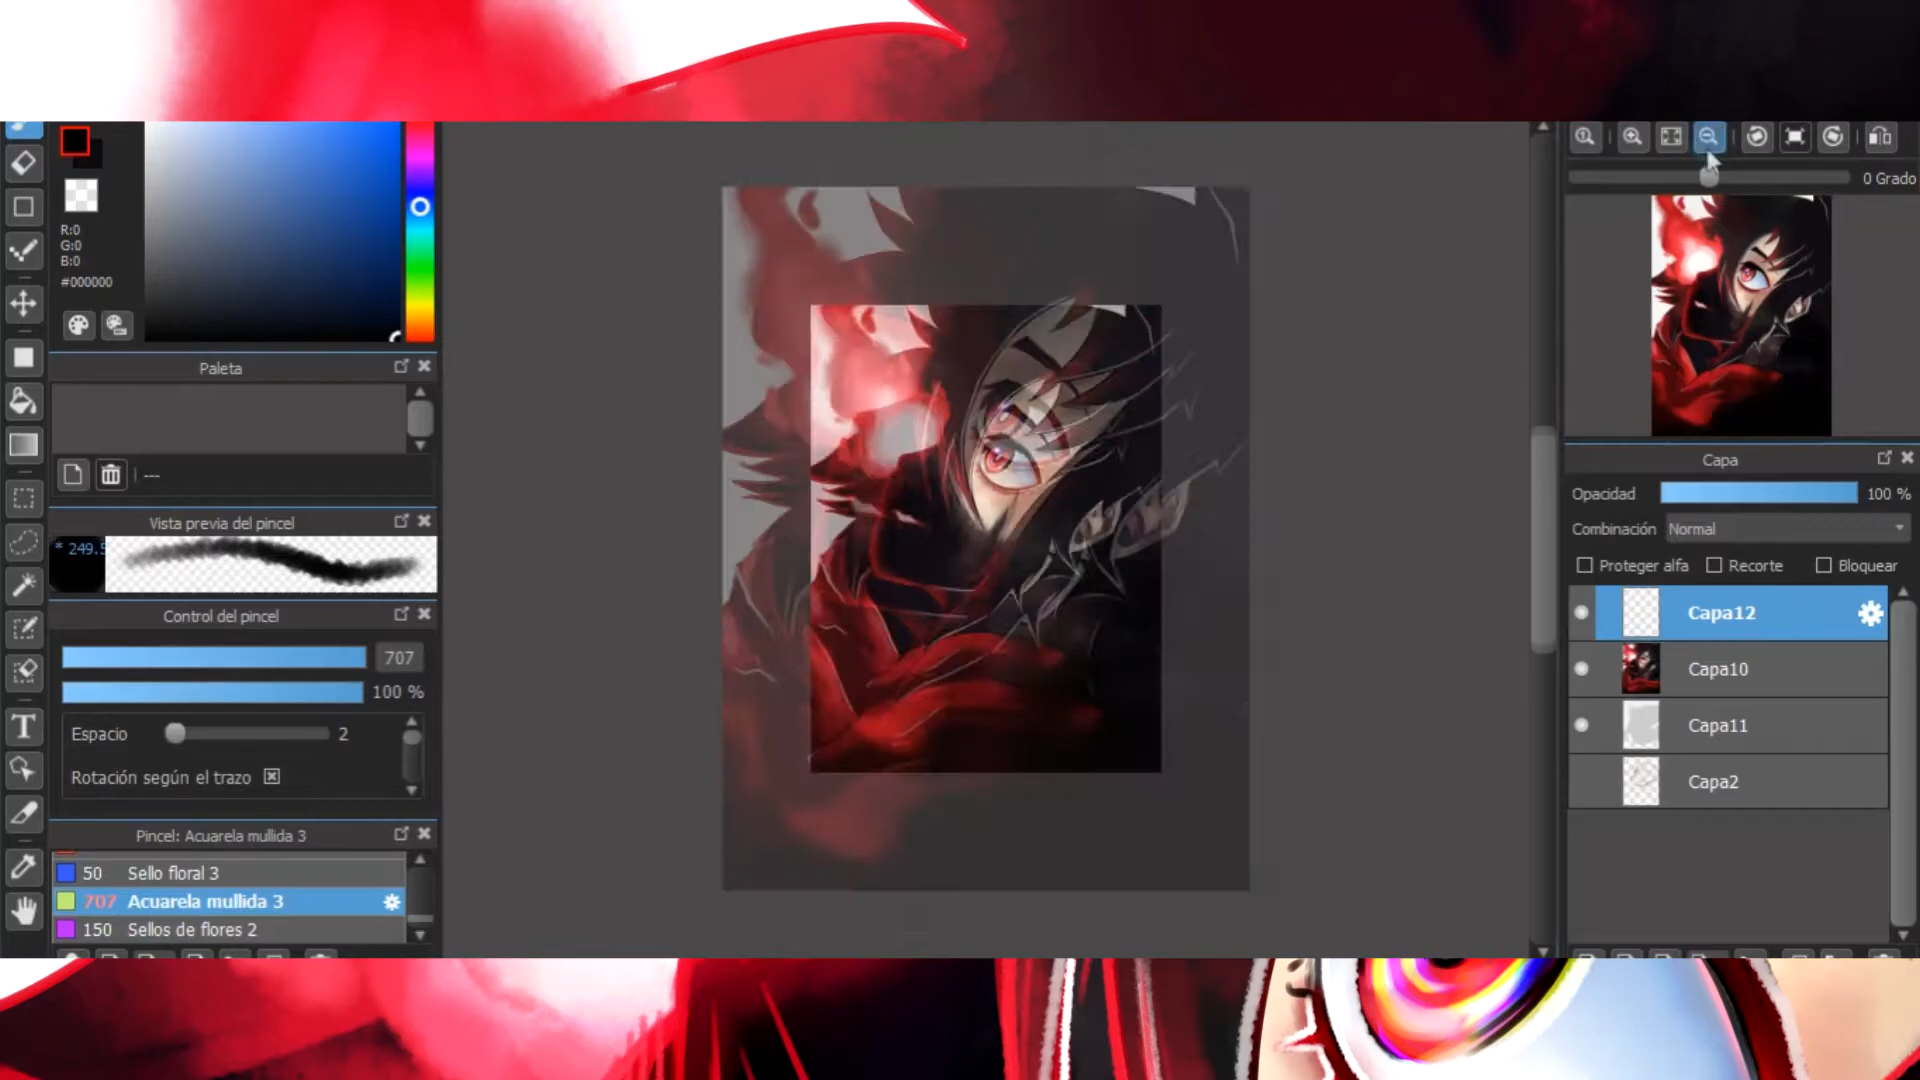 R:0
G:0
B:0
#000000
Paleta
---
Vista previa del pincel
* 249.5
Control del pincel
707
100 %
Espacio 2
Rotación según el trazo
Pincel: Acuarela mullida 3
50 Sello floral 3
707 Acuarela mullida 3
150 Sellos de flores 2
T
0 Grado
Capa
Opacidad 100 %
Combinación Normal
Proteger alfa Recorte Bloquear
Capa12
Capa10
Capa11
Capa2